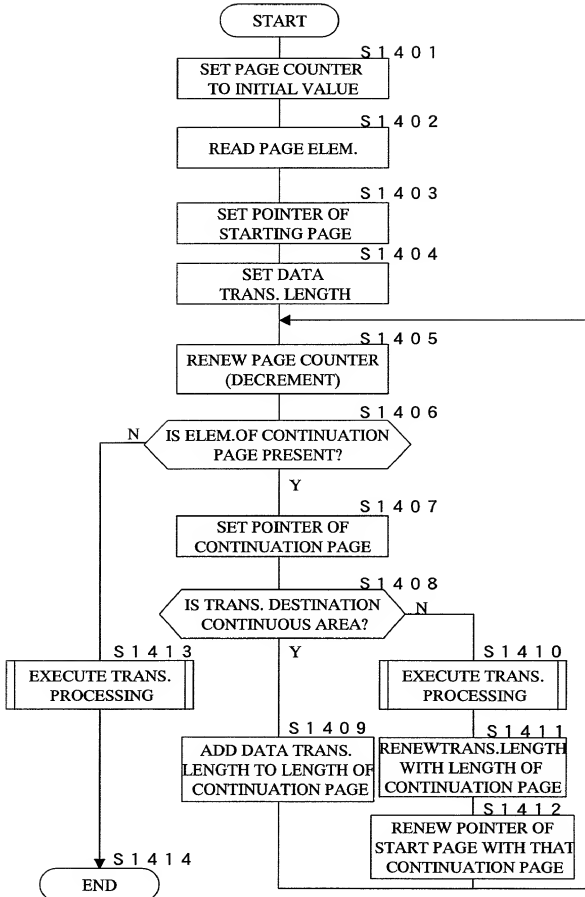 START
S1401
SET PAGE COUNTER
TO INITIAL VALUE
S1402
READ PAGE ELEM.
S1403
SET POINTER OF
STARTING PAGE
S1404
SET DATA
TRANS. LENGTH
S1405
RENEW PAGE COUNTER
(DECREMENT)
S1406
N
IS ELEM.OF CONTINUATION
PAGE PRESENT?
Y
S1407
SET POINTER OF
CONTINUATION PAGE
S1408
IS TRANS. DESTINATION
CONTINUOUS AREA?
N
Y
S1413
EXECUTE TRANS.
PROCESSING
S1410
EXECUTE TRANS.
PROCESSING
S1409
ADD DATA TRANS.
LENGTH TO LENGTH OF
CONTINUATION PAGE
S1411
RENEWTRANS.LENGTH
WITH LENGTH OF
CONTINUATION PAGE
S1412
RENEW POINTER OF
START PAGE WITH THAT
CONTINUATION PAGE
S1414
END